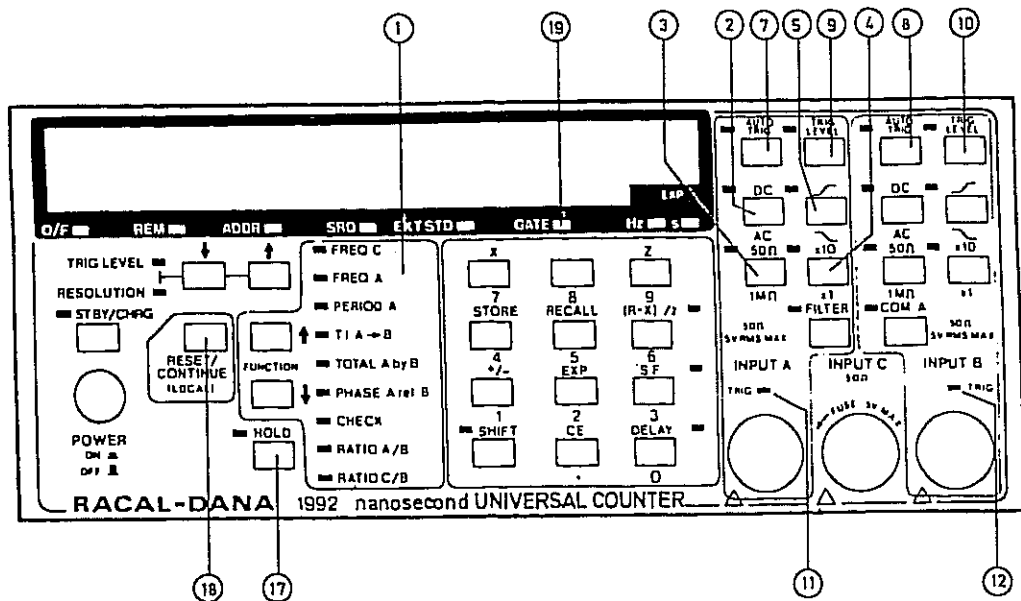 3 1 19 2 7 5 9 4 8 10
AUTO TRIG TRIG LEVEL AUTO TRIG TRIG LEVEL
EXP
DC DC
O/F REM ADDR SRQ EXT STD GATE Hz s
AC 50Ω x10 AC 50Ω x10
TRIG LEVEL
RESOLUTION
1MΩ x1 1MΩ x1
STBY/CHRG
FILTER COM A
RESET/
CONTINUE
(LOCAL)
FUNCTION
POWER
ON
OFF
HOLD
FREQ C
FREQ A
PERIOD A
T I A→B
TOTAL A by B
PHASE A rel B
CHECK
RATIO A/B
RATIO C/B
X Z
7 8 9
STORE RECALL (R-X)/Z
4 5 6
+/- EXP SF
1 2 3
SHIFT CE DELAY
. 0
50Ω
5V RMS MAX
50Ω
5V RMS MAX
INPUT A INPUT C INPUT B
50Ω
TRIG TRIG
FUSE 5V MAX
RACAL-DANA 1992 nanosecond UNIVERSAL COUNTER
18 17 11 12